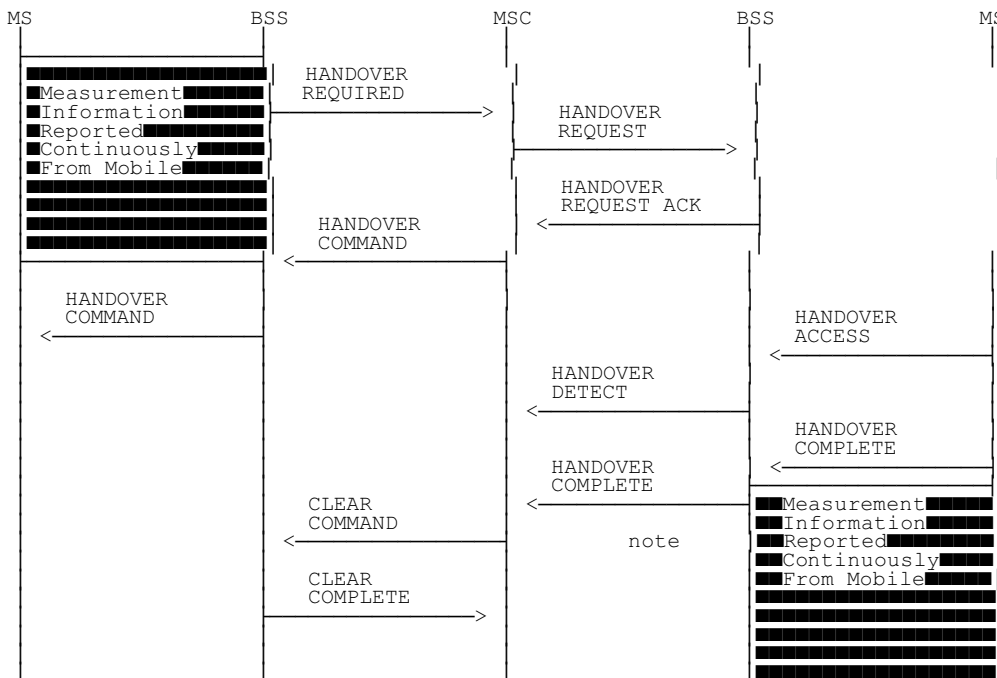 MS BSS MSC BSS MS
HANDOVER
REQUIRED
Measurement
Information
Reported
Continuously
From Mobile
HANDOVER
REQUEST
HANDOVER
REQUEST ACK
HANDOVER
COMMAND
HANDOVER
COMMAND
HANDOVER
ACCESS
HANDOVER
DETECT
HANDOVER
COMPLETE
HANDOVER
COMPLETE
CLEAR
COMMAND
note
Measurement
Information
Reported
Continuously
From Mobile
CLEAR
COMPLETE